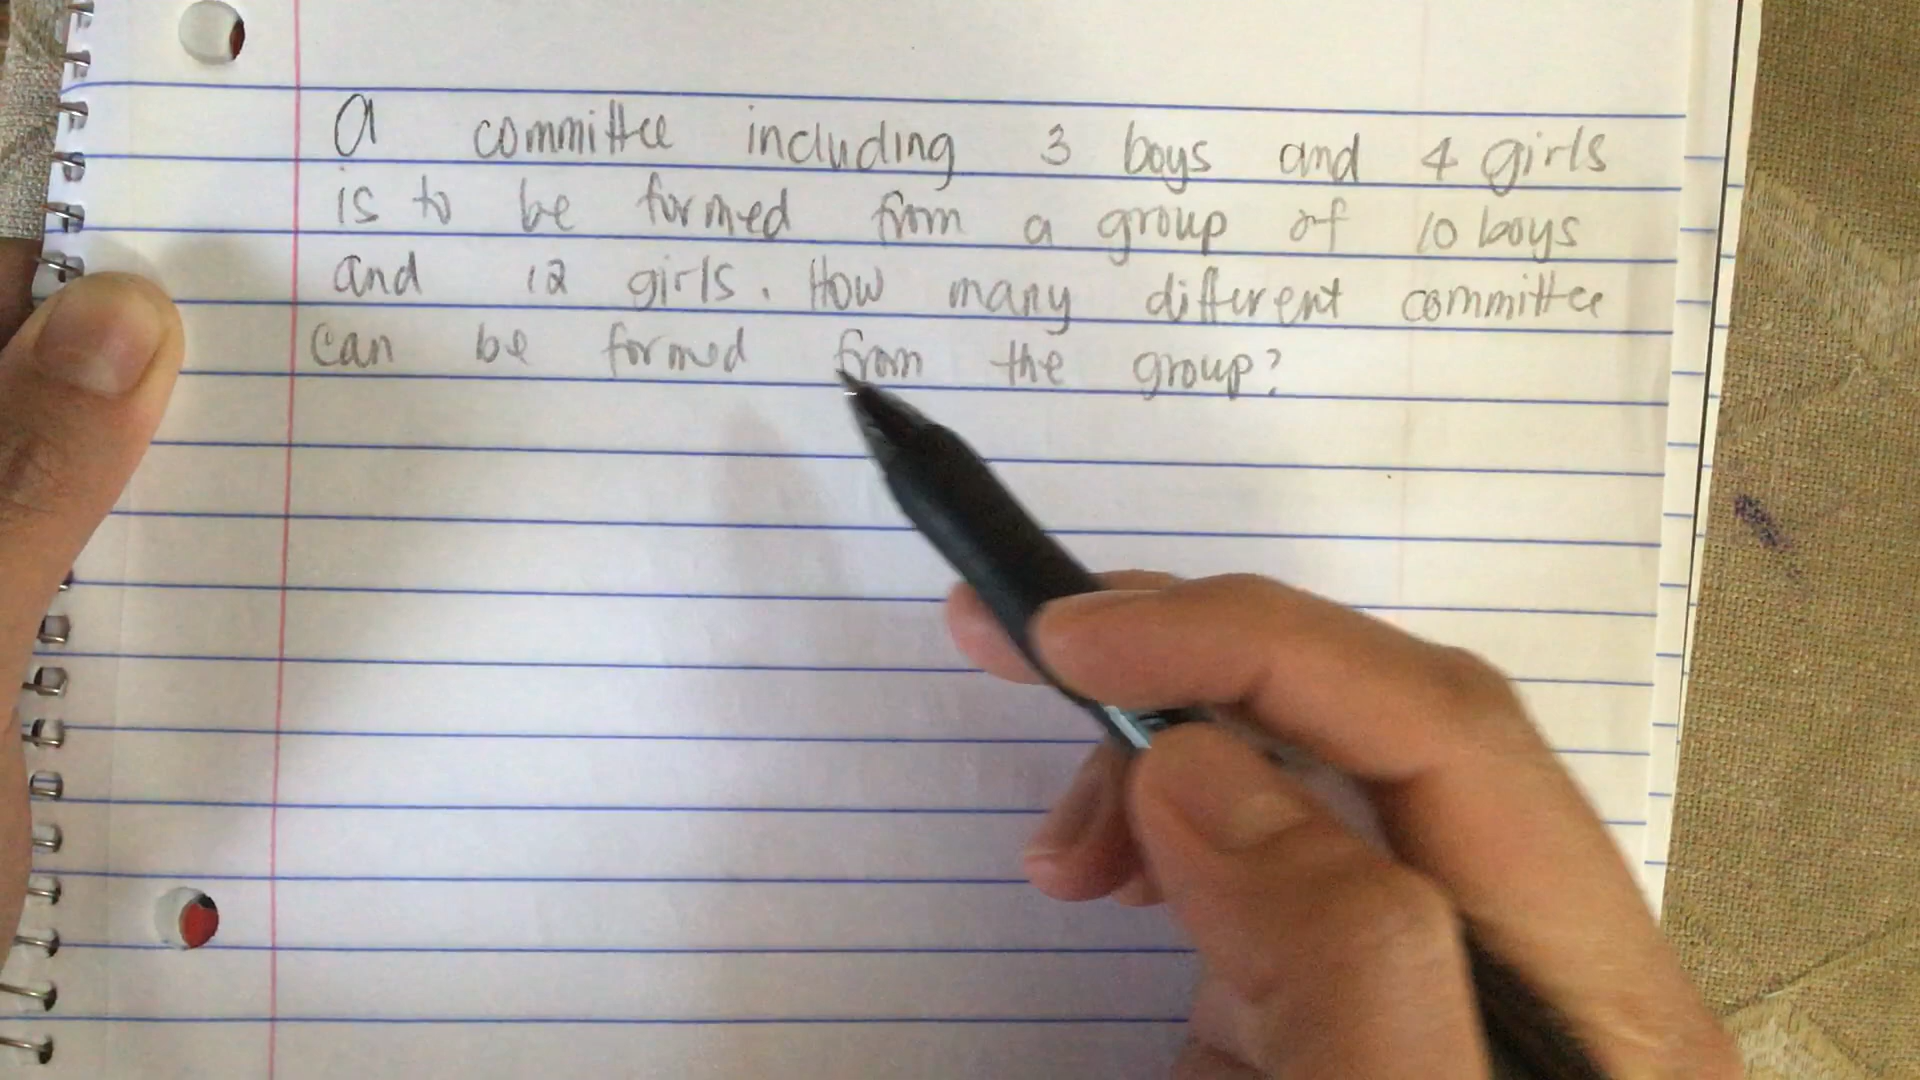 A committee including 3 boys and 4 girls
is to be formed from a group of 10 boys
and 12 girls. How many different committee
can be formed from the group?